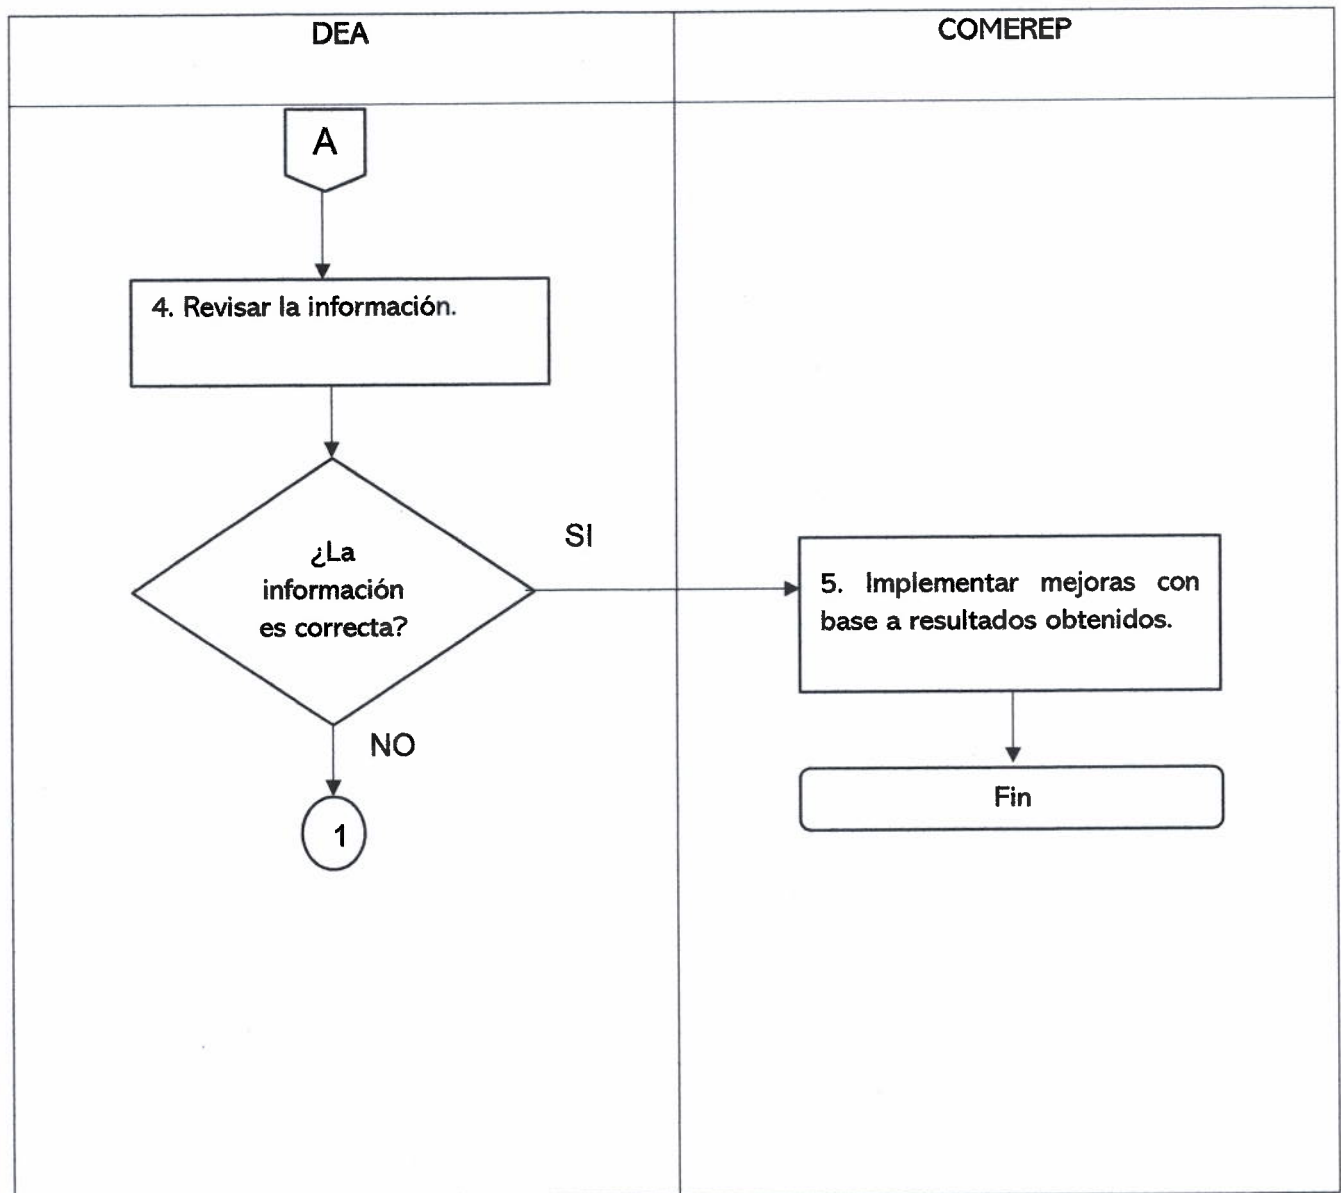 DEA
COMEREP
A
4. Revisar la información.
¿La
información
es correcta?
SI
5. Implementar mejoras con
base a resultados obtenidos.
NO
Fin
1